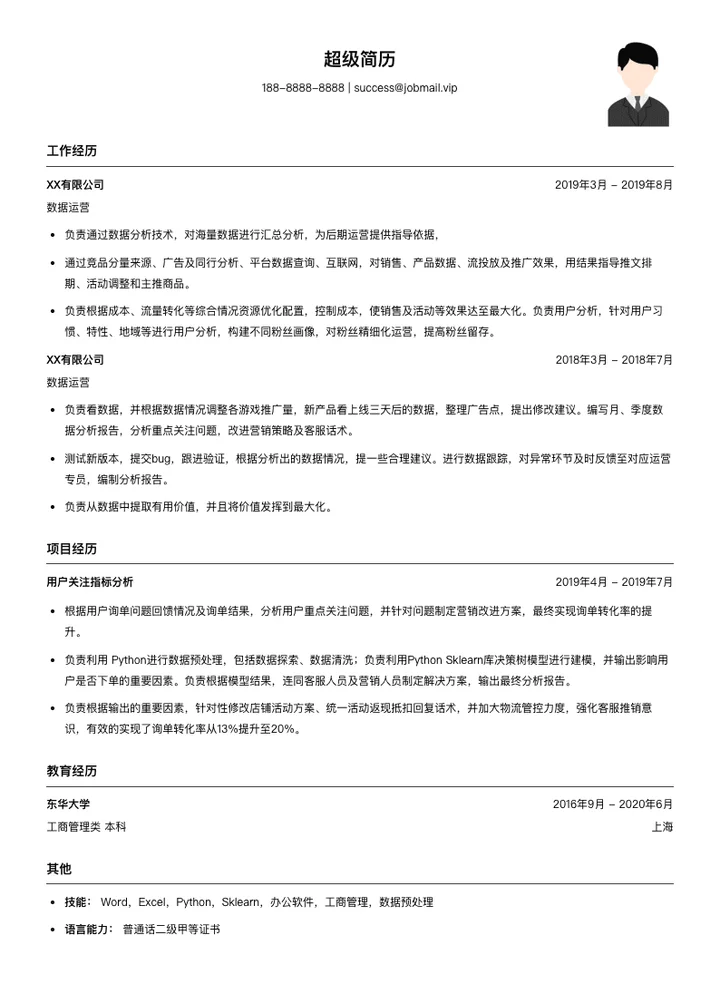 超级简历
188-8888-8888 | success@jobmail.vip
工作经历
XX有限公司 2019年3月 – 2019年8月
数据运营
• 负责通过数据分析技术，对海量数据进行汇总分析，为后期运营提供指导依据，
• 通过竞品分量来源、广告及同行分析、平台数据查询、互联网，对销售、产品数据、流投放及推广效果，用结果指导推文排
期、活动调整和主推商品。
• 负责根据成本、流量转化等综合情况资源优化配置，控制成本，使销售及活动等效果达至最大化。负责用户分析，针对用户习
惯、特性、地域等进行用户分析，构建不同粉丝画像，对粉丝精细化运营，提高粉丝留存。
XX有限公司 2018年3月 – 2018年7月
数据运营
• 负责看数据，并根据数据情况调整各游戏推广量，新产品看上线三天后的数据，整理广告点，提出修改建议。编写月、季度数
据分析报告，分析重点关注问题，改进营销策略及客服话术。
• 测试新版本，提交bug，跟进验证，根据分析出的数据情况，提一些合理建议。进行数据跟踪，对异常环节及时反馈至对应运营
专员，编制分析报告。
• 负责从数据中提取有用价值，并且将价值发挥到最大化。
项目经历
用户关注指标分析 2019年4月 – 2019年7月
• 根据用户询单问题回馈情况及询单结果，分析用户重点关注问题，并针对问题制定营销改进方案，最终实现询单转化率的提
升。
• 负责利用 Python进行数据预处理，包括数据探索、数据清洗；负责利用Python Sklearn库决策树模型进行建模，并输出影响用
户是否下单的重要因素。负责根据模型结果，连同客服人员及营销人员制定解决方案，输出最终分析报告。
• 负责根据输出的重要因素，针对性修改店铺活动方案、统一活动返现抵扣回复话术，并加大物流管控力度，强化客服推销意
识，有效的实现了询单转化率从13%提升至20%。
教育经历
东华大学 2016年9月 – 2020年6月
工商管理类 本科 上海
其他
• 技能： Word，Excel，Python，Sklearn，办公软件，工商管理，数据预处理
• 语言能力： 普通话二级甲等证书